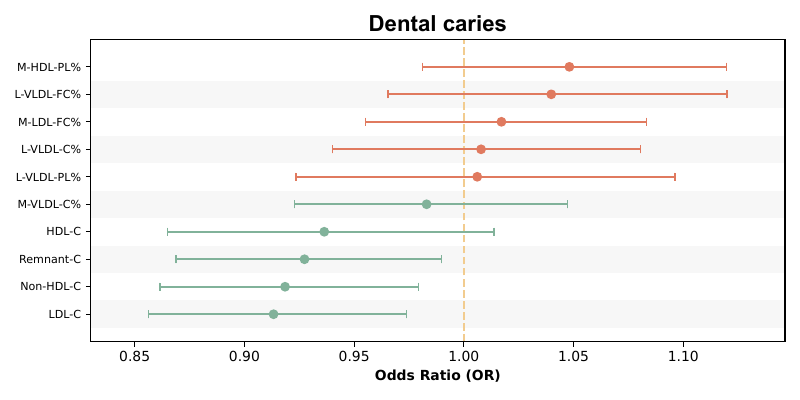 Dental caries
M-HDL-PL%
L-VLDL-FC%
M-LDL-FC%
L-VLDL-C%
L-VLDL-PL%
M-VLDL-C%
HDL-C
Remnant-C
Non-HDL-C
LDL-C
0.85 0.90 0.95 1.00 1.05 1.10
Odds Ratio (OR)